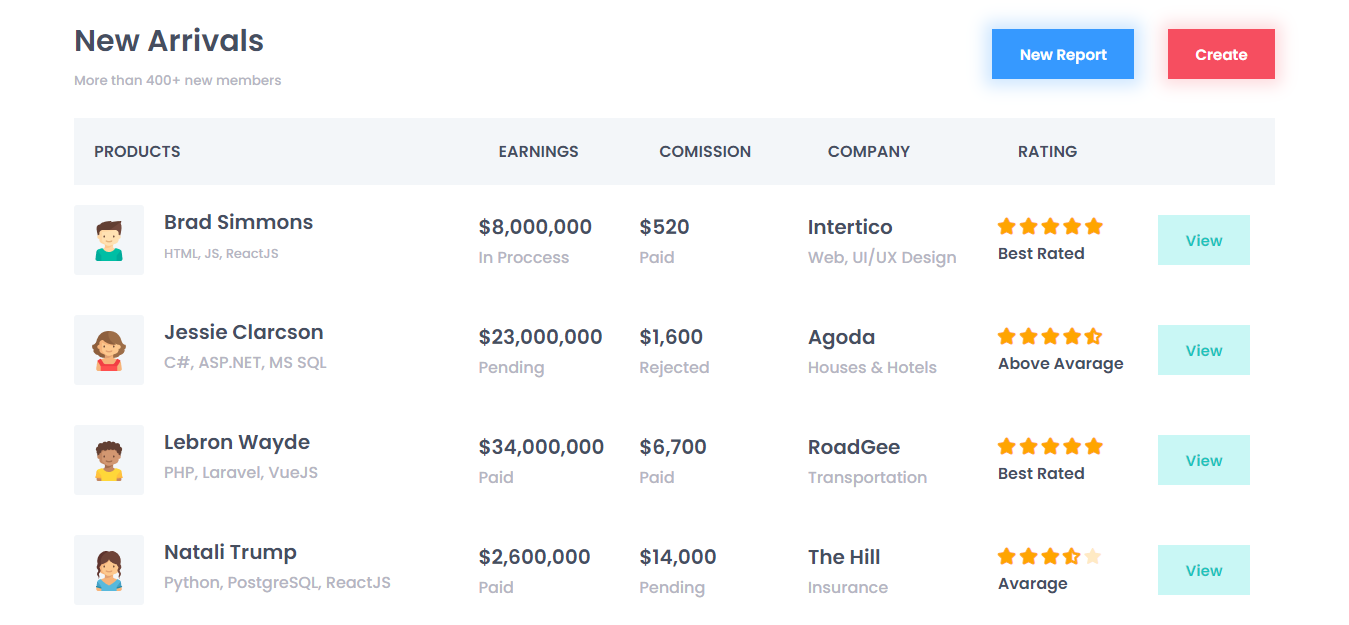 New Arrivals
More than 400+ new members
New Report
Create
PRODUCTS EARNINGS COMISSION COMPANY RATING
Brad Simmons
HTML, JS, ReactJS
$8,000,000
In Proccess
$520
Paid
Intertico
Web, UI/UX Design
Best Rated
View
Jessie Clarcson
C#, ASP.NET, MS SQL
$23,000,000
Pending
$1,600
Rejected
Agoda
Houses & Hotels
Above Avarage
View
Lebron Wayde
PHP, Laravel, VueJS
$34,000,000
Paid
$6,700
Paid
RoadGee
Transportation
Best Rated
View
Natali Trump
Python, PostgreSQL, ReactJS
$2,600,000
Paid
$14,000
Pending
The Hill
Insurance
Avarage
View